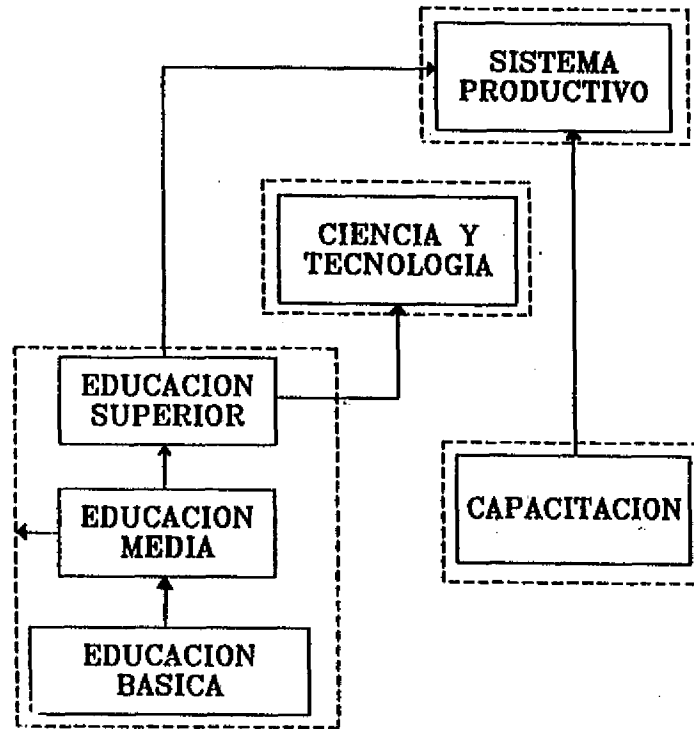 SISTEMA
PRODUCTIVO
CIENCIA Y
TECNOLOGIA
EDUCACION
SUPERIOR
EDUCACION
MEDIA
CAPACITACION
EDUCACION
BASICA